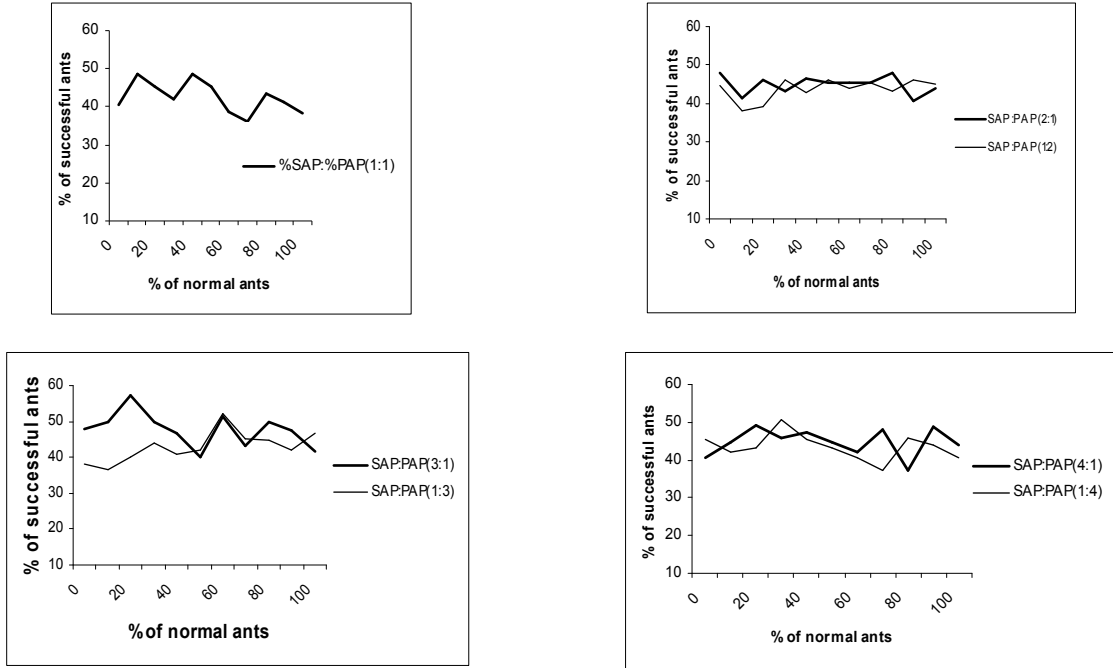 60
50
40
30
20
10
% of successful ants
%SAP:%PAP(1:1)
0 20 40 60 80 100
% of normal ants
60
50
40
30
20
10
% of successful ants
SAP:PAP(2:1)
SAP:PAP(1:2)
0 20 40 60 80 100
% of normal ants
60
50
40
30
20
10
% of successful ants
SAP:PAP(3:1)
SAP:PAP(1:3)
0 20 40 60 80 100
% of normal ants
60
50
40
30
20
10
% of successful ants
SAP:PAP(4:1)
SAP:PAP(1:4)
0 20 40 60 80 100
% of normal ants